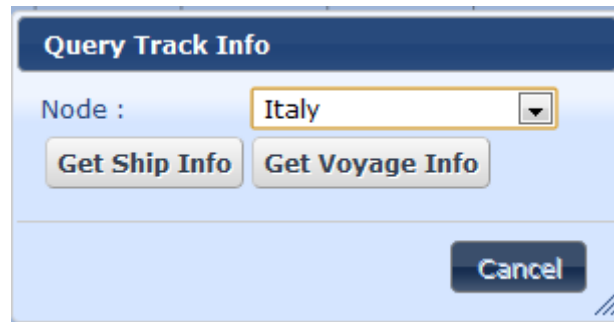 Query Track Info
Node : Italy
Get Ship Info Get Voyage Info
Cancel